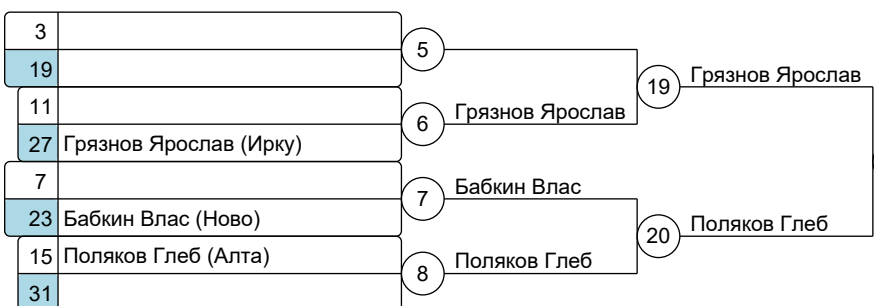 3
19
5
11
27 Грязнов Ярослав (Ирку)
6
Грязнов Ярослав
19
Грязнов Ярослав
7
23 Бабкин Влас (Ново)
7
Бабкин Влас
15 Поляков Глеб (Алта)
31
8
Поляков Глеб
20
Поляков Глеб